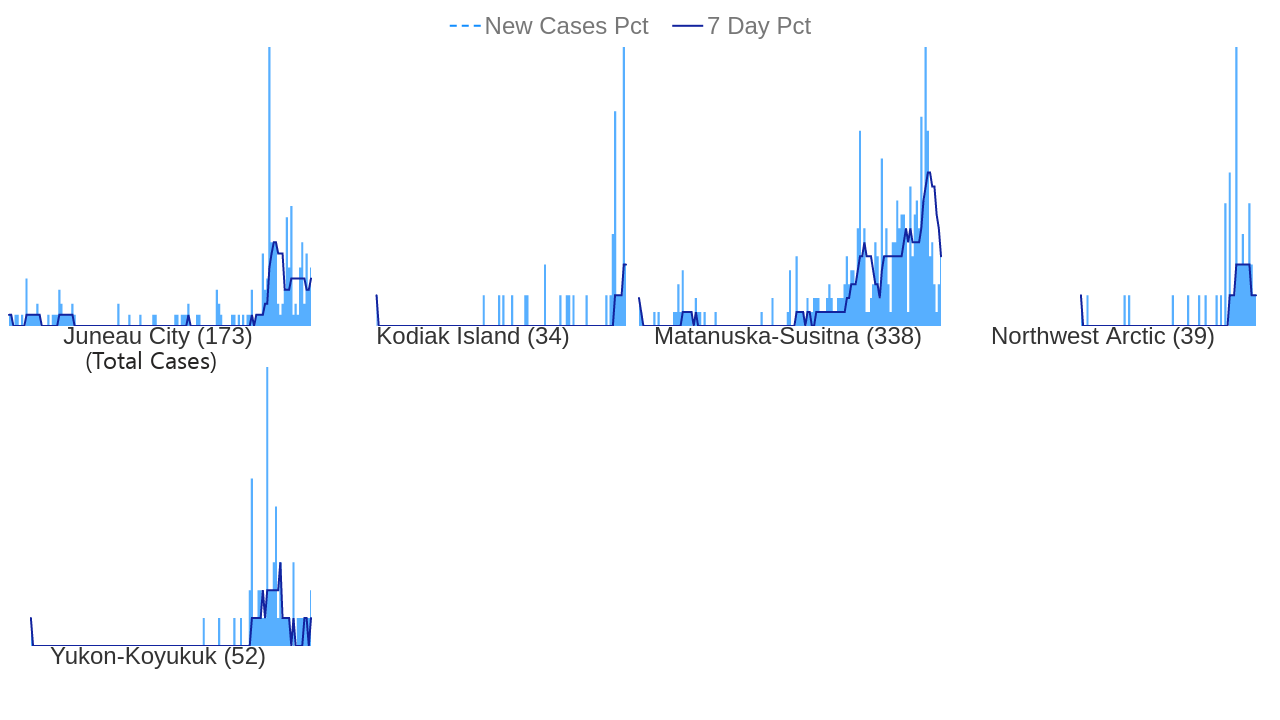 New Cases Pct 7 Day Pct
Juneau City (173)
(Total Cases)
Kodiak Island (34)
Matanuska-Susitna (338)
Northwest Arctic (39)
Yukon-Koyukuk (52)